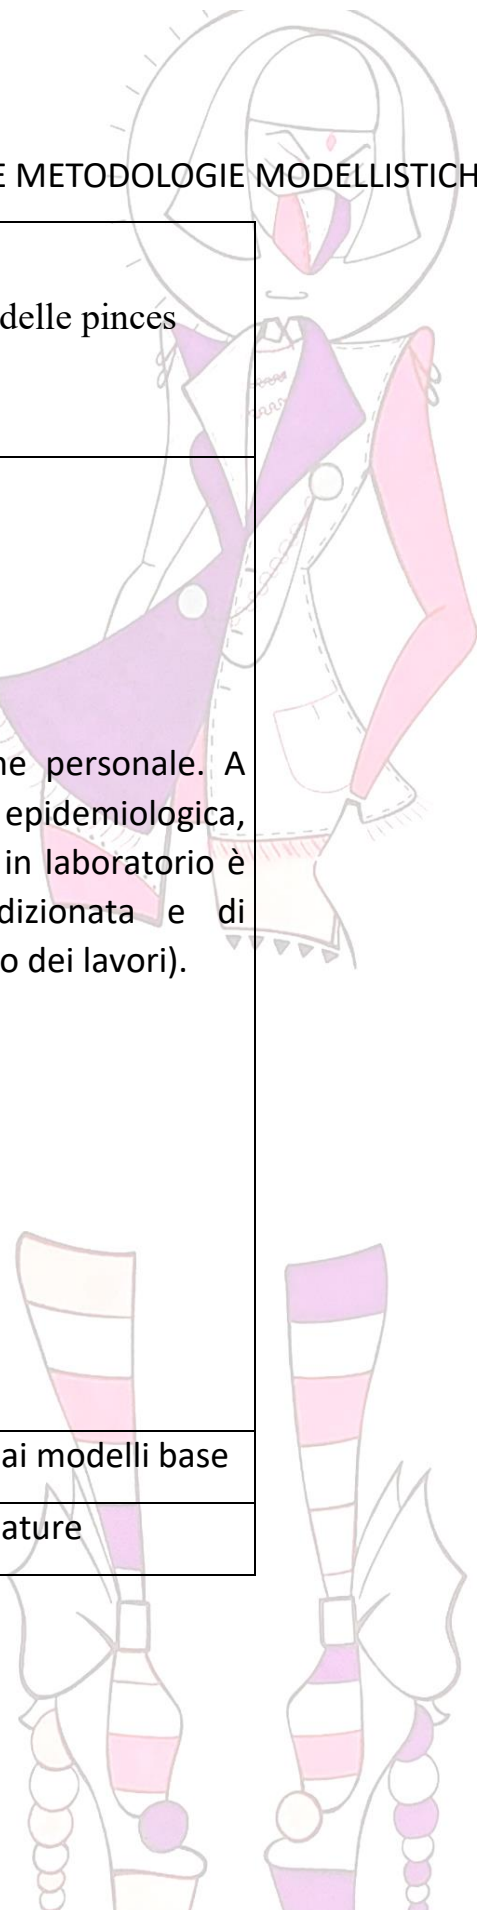 E METODOLOGIE MODELLISTICH
delle pinces
ne personale. A
epidemiologica,
in laboratorio è
dizionata e di
o dei lavori).
ai modelli base
ature